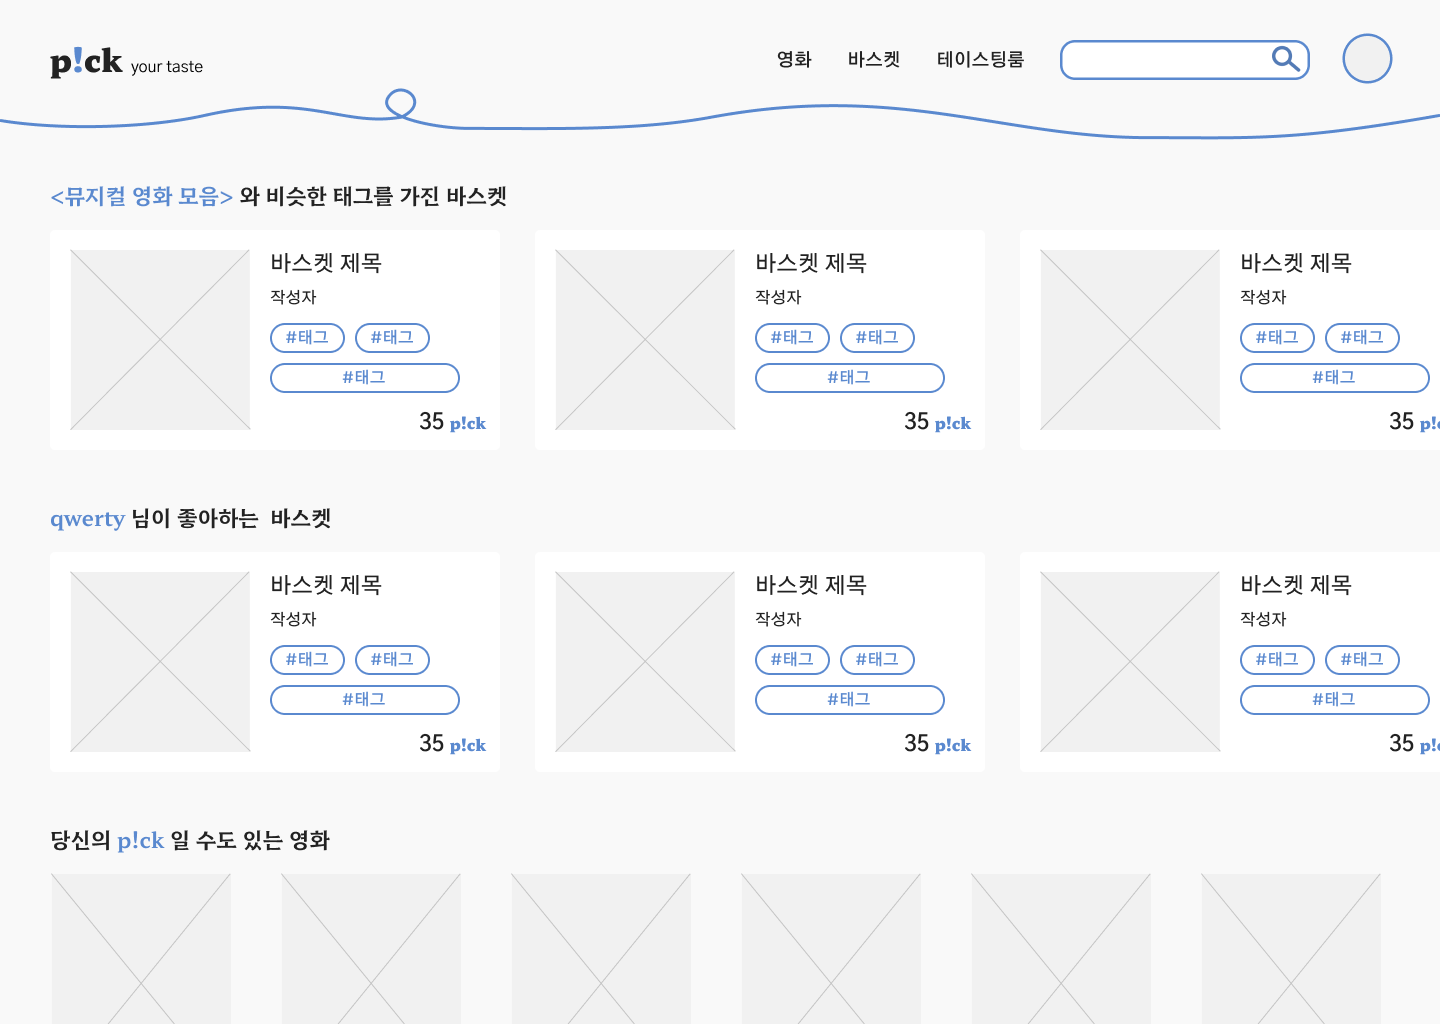 p!ck your taste
영화 바스켓 테이스팅룸
<뮤지컬 영화 모음> 와 비슷한 태그를 가진 바스켓
바스켓 제목
작성자
#태그 #태그
#태그
35 p!ck
바스켓 제목
작성자
#태그 #태그
#태그
35 p!ck
바스켓 제목
작성자
#태그 #태그
#태그
35
qwerty 님이 좋아하는 바스켓
바스켓 제목
작성자
#태그 #태그
#태그
35 p!ck
바스켓 제목
작성자
#태그 #태그
#태그
35 p!ck
바스켓 제목
작성자
#태그 #태그
#태그
35
당신의 p!ck 일 수도 있는 영화